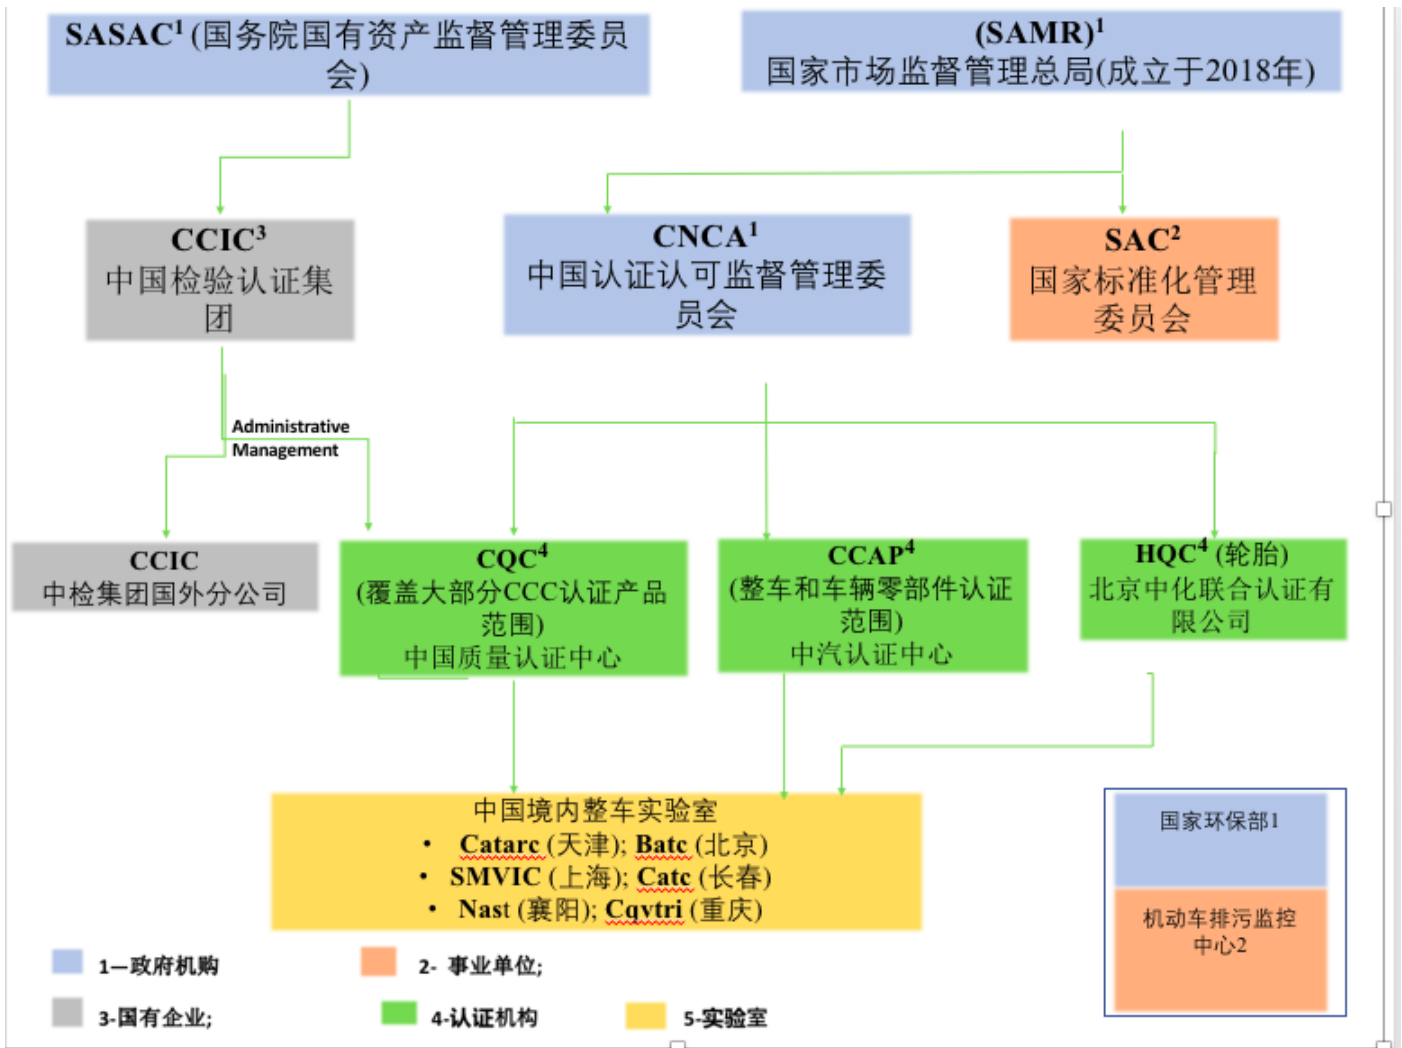 SASAC1 (国务院国有资产监督管理委员
会)
(SAMR)1
国家市场监督管理总局(成立于2018年)
CCIC3
中国检验认证集
团
CNCA1
中国认证认可监督管理委
员会
SAC2
国家标准化管理
委员会
Administrative
Management
CCIC
中检集团国外分公司
CQC4
(覆盖大部分CCC认证产品
范围)
中国质量认证中心
CCAP4
(整车和车辆零部件认证
范围)
中汽认证中心
HQC4 (轮胎)
北京中化联合认证有
限公司
中国境内整车实验室
• Catarc (天津); Batc (北京)
• SMVIC (上海); Catc (长春)
• Nast (襄阳); Cqvtri (重庆)
国家环保部1
机动车排污监控
中心2
1—政府机购
2- 事业单位;
3-国有企业;
4-认证机构
5-实验室